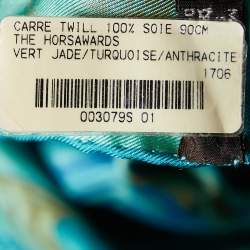 CARRE TWILL 100% SOIE 90CM
THE HORSAWARDS
VERT JADE/TURQUOISE/ANTHRACITE
1706
003079S 01